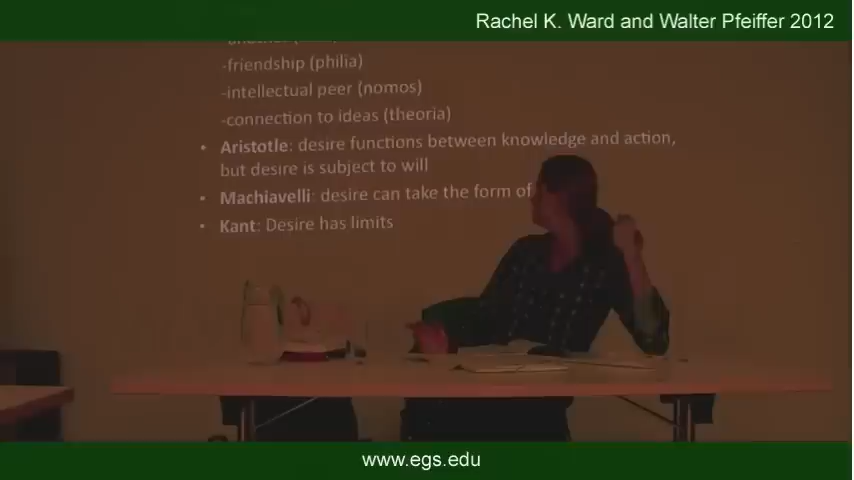 Rachel K. Ward and Walter Pfeiffer 2012
-friendship (philia)
-intellectual peer (nomos)
-connection to ideas (theoria)
• Aristotle: desire functions between knowledge and action,
but desire is subject to will
• Machiavelli: desire can take the form of
• Kant: Desire has limits
www.egs.edu